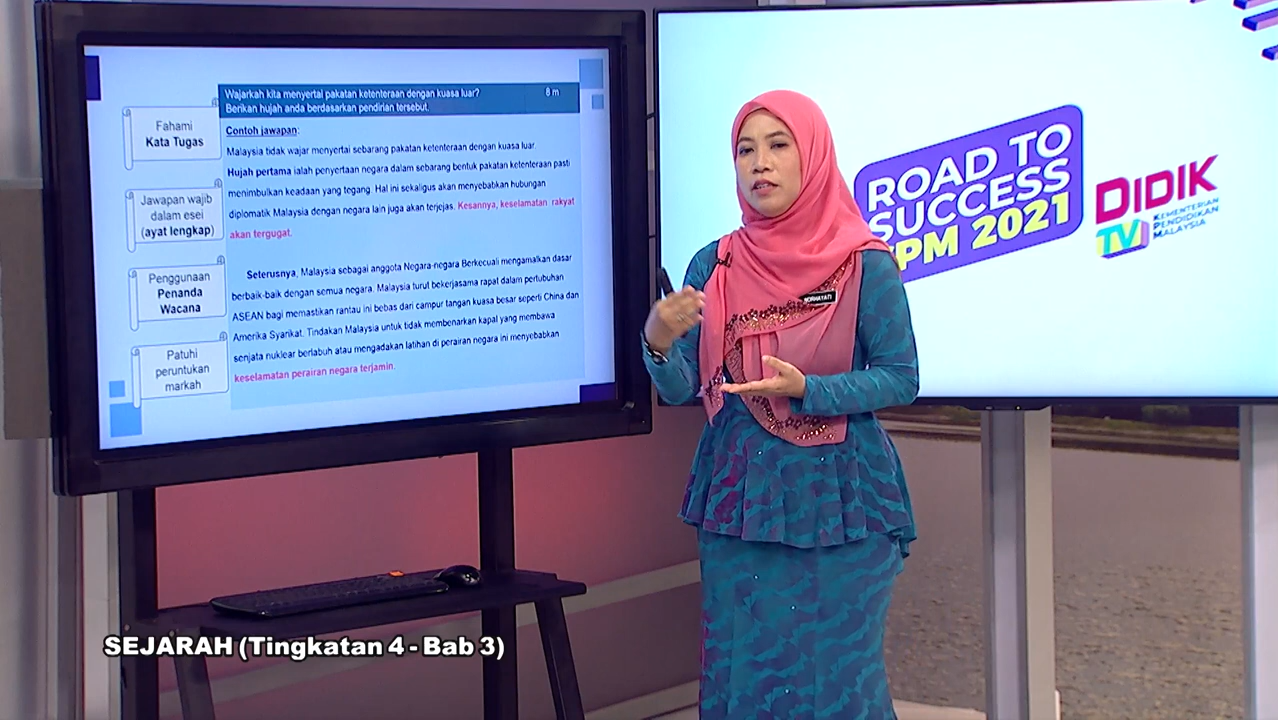 Wajarkah kita menyertai pakatan ketenteraan dengan kuasa luar?
8 m
Berikan hujah anda berdasarkan pendirian tersebut.
Fahami
Kata Tugas
Jawapan wajib
dalam esei
(ayat lengkap)
Penggunaan
Penanda
Wacana
Patuhi
peruntukan
markah
Contoh jawapan:
Malaysia tidak wajar menyertai sebarang pakatan ketenteraan dengan kuasa luar.
Hujah pertama ialah penyertaan negara dalam sebarang bentuk pakatan ketenteraan pasti
menimbulkan keadaan yang tegang. Hal ini sekaligus akan menyebabkan hubungan
diplomatik Malaysia dengan negara lain juga akan terjejas. Kesannya, keselamatan rakyat
akan tergugat.
Seterusnya, Malaysia sebagai anggota Negara-negara Berkecuali mengamalkan dasar
berbaik-baik dengan semua negara. Malaysia turut bekerjasama rapat dalam pertubuhan
ASEAN bagi memastikan rantau ini bebas dari campur tangan kuasa besar seperti China dan
Amerika Syarikat. Tindakan Malaysia untuk tidak membenarkan kapal yang membawa
senjata nuklear berlabuh atau mengadakan latihan di perairan negara ini menyebabkan
keselamatan perairan negara terjamin.
ROAD TO
SUCCESS
SPM 2021
DIDIK
TV
KEMENTERIAN
PENDIDIKAN
MALAYSIA
NORHAYATI
SEJARAH (Tingkatan 4 - Bab 3)